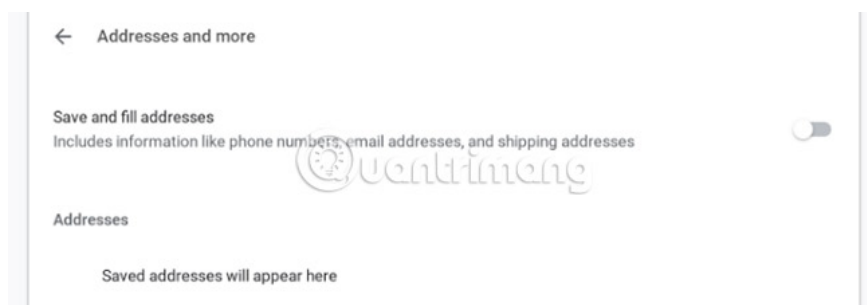 Addresses and more
Save and fill addresses
Includes information like phone numbers, email addresses, and shipping addresses
Quantrimang
Addresses
Saved addresses will appear here